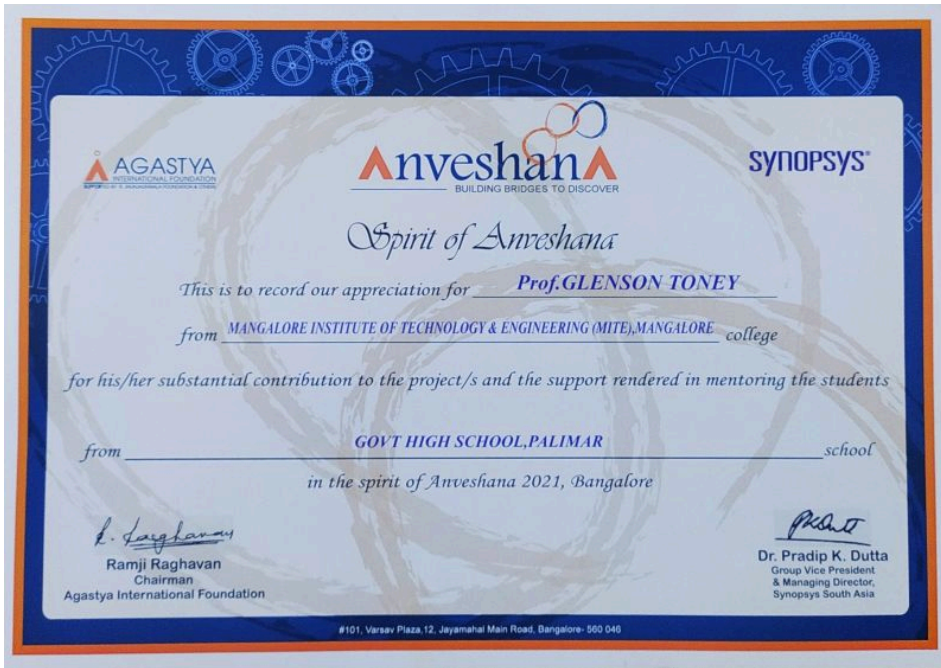 AGASTYA
INTERNATIONAL FOUNDATION
AnveshanA
BUILDING BRIDGES TO DISCOVER
SYNOPSYS®
Spirit of Anveshana
This is to record our appreciation for Prof.GLENSON TONEY
from MANGALORE INSTITUTE OF TECHNOLOGY & ENGINEERING (MITE),MANGALORE college
for his/her substantial contribution to the project/s and the support rendered in mentoring the students
from GOVT HIGH SCHOOL,PALIMAR school
in the spirit of Anveshana 2021, Bangalore
R. Raghavan
Ramji Raghavan
Chairman
Agastya International Foundation
PKDutta
Dr. Pradip K. Dutta
Group Vice President
& Managing Director,
Synopsys South Asia
#101, Varsav Plaza,12, Jayamahal Main Road, Bangalore- 560 046